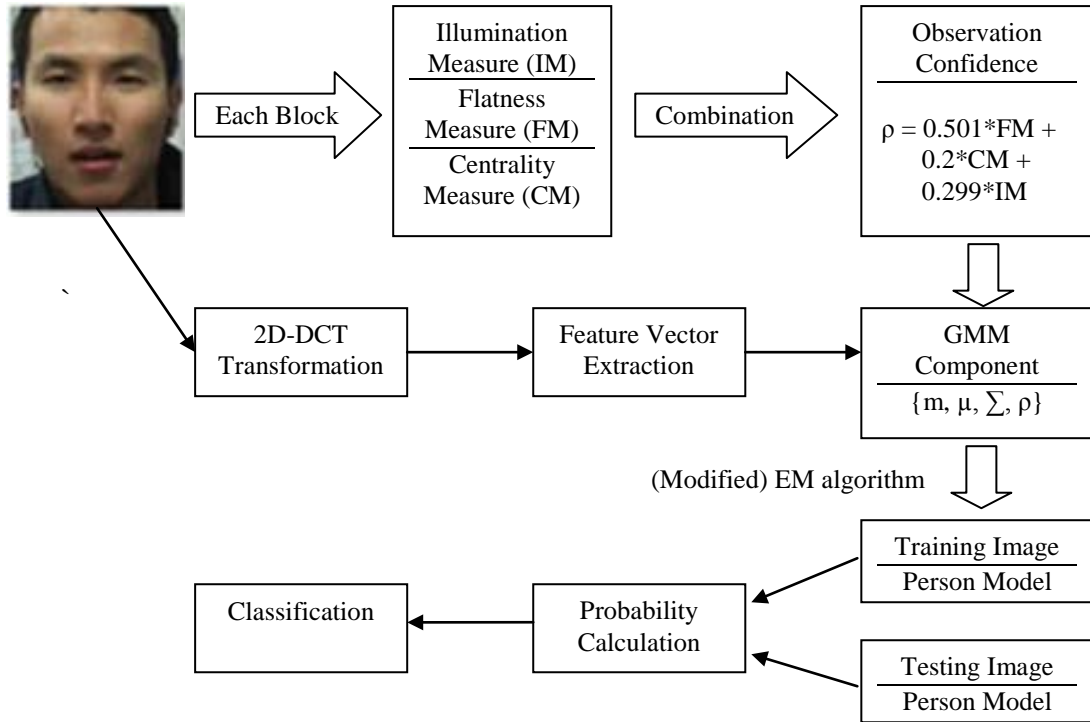 Each Block
Illumination
Measure (IM)
Flatness
Measure (FM)
Centrality
Measure (CM)
Combination
Observation
Confidence
ρ = 0.501*FM +
0.2*CM +
0.299*IM
`
2D-DCT
Transformation
Feature Vector
Extraction
GMM
Component
{m, µ, ∑, ρ}
(Modified) EM algorithm
Training Image
Person Model
Classification
Probability
Calculation
Testing Image
Person Model